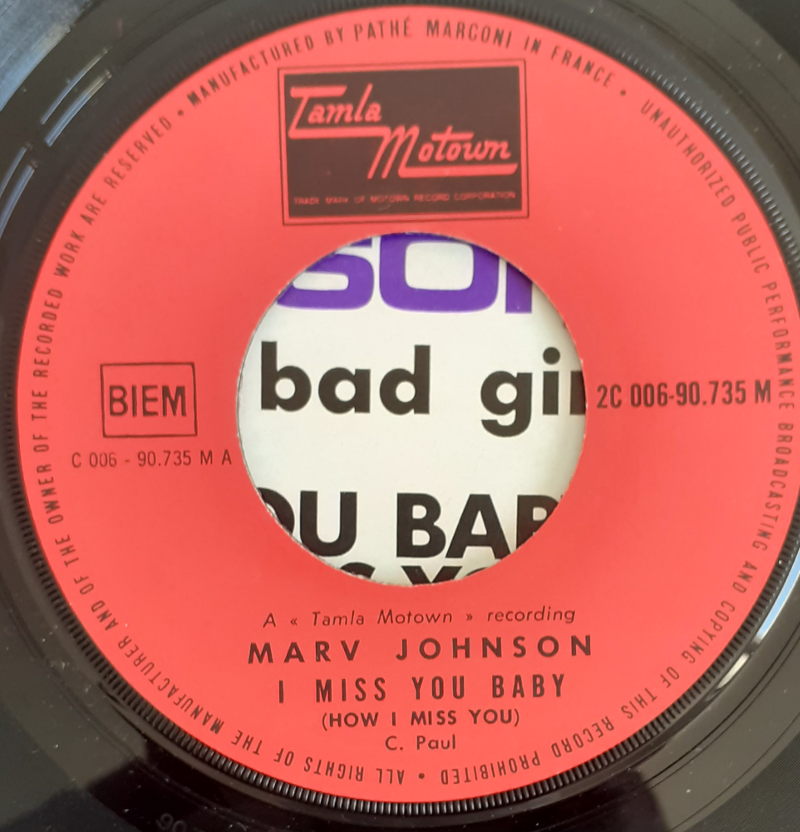 • MANUFACTURED BY PATHÉ MARCONI IN FRANCE • UNAUTHORIZED PUBLIC PERFORMANCE BROADCASTING AND COPYING OF THIS RECORD PROHIBITED • ALL RIGHTS OF THE MANUFACTURER AND OF THE OWNER OF THE RECORDED WORK ARE RESERVED
Tamla
Motown
TRADE MARK OF MOTOWN RECORD CORPORATION
SO
bad
BIEM
2C 006-90.735 M
C 006 - 90.735 M A
OU BAB
A « Tamla Motown » recording
MARV JOHNSON
I MISS YOU BABY
(HOW I MISS YOU)
C. Paul